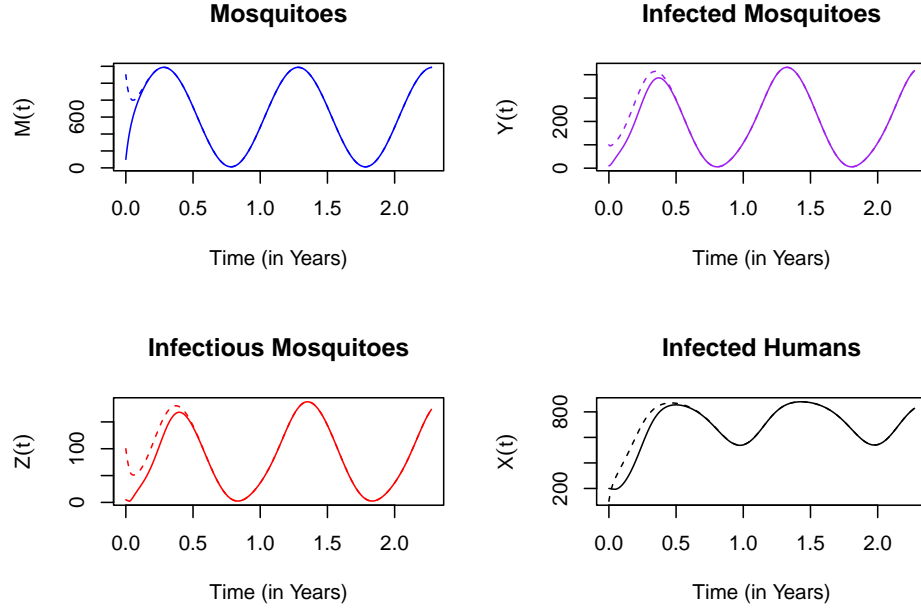 Mosquitoes
M(t)
600
0
0.0 0.5 1.0 1.5 2.0
Time (in Years)
Infected Mosquitoes
Y(t)
200
0
0.0 0.5 1.0 1.5 2.0
Time (in Years)
Infectious Mosquitoes
Z(t)
100
0
0.0 0.5 1.0 1.5 2.0
Time (in Years)
Infected Humans
X(t)
800
200
0.0 0.5 1.0 1.5 2.0
Time (in Years)